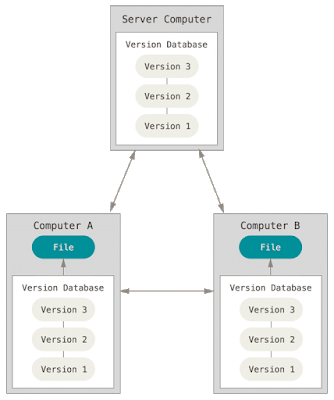 Server Computer
Version Database
Version 3
Version 2
Version 1
Computer A
File
Version Database
Version 3
Version 2
Version 1
Computer B
File
Version Database
Version 3
Version 2
Version 1